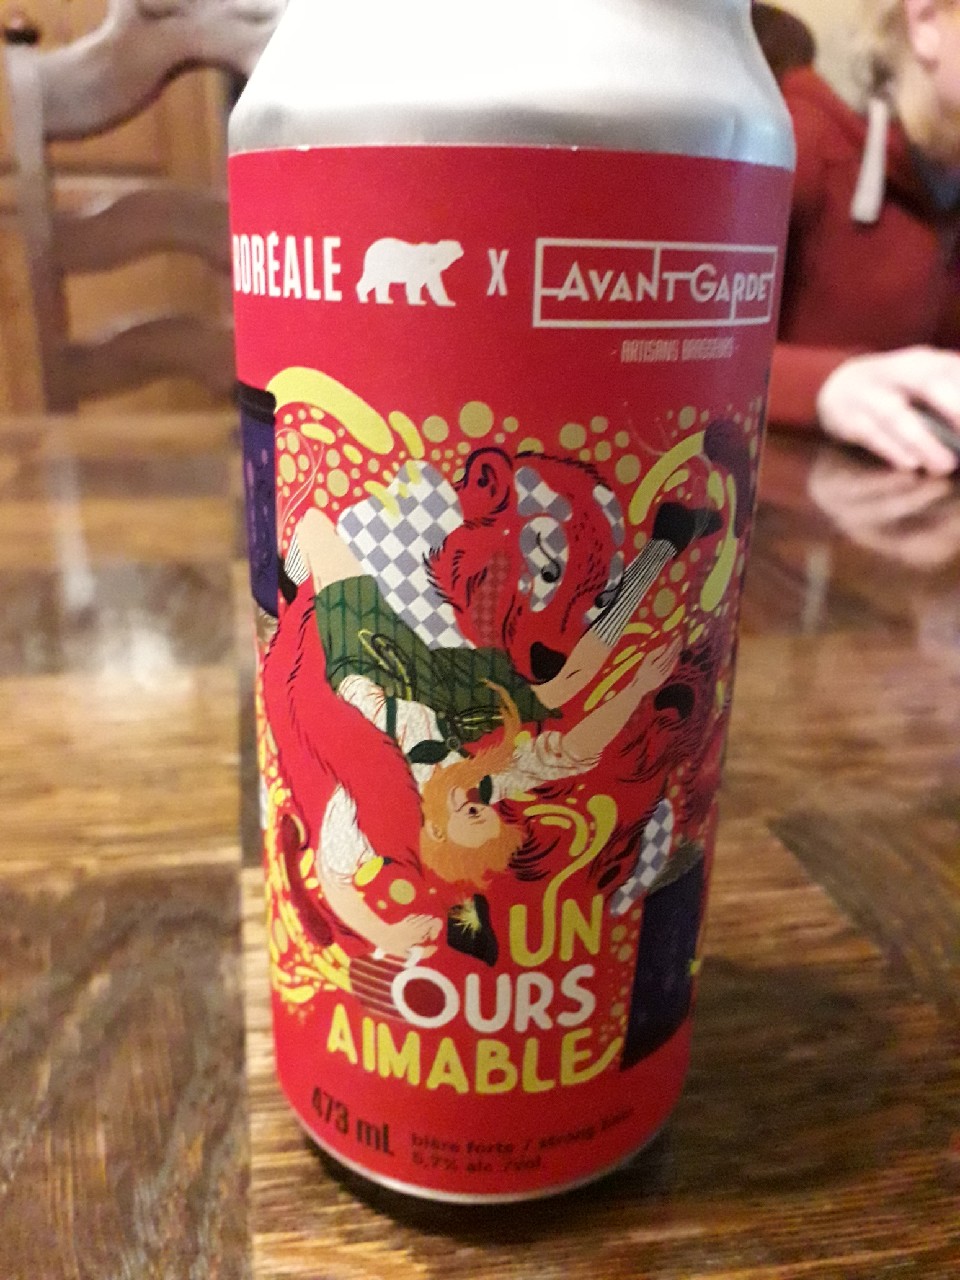 BORÉALE X AVANT GARDE
ARTISANS BRASSEURS
UN
OURS
AIMABLE
473 mL
bière forte / strong beer
5,7% alc./vol.